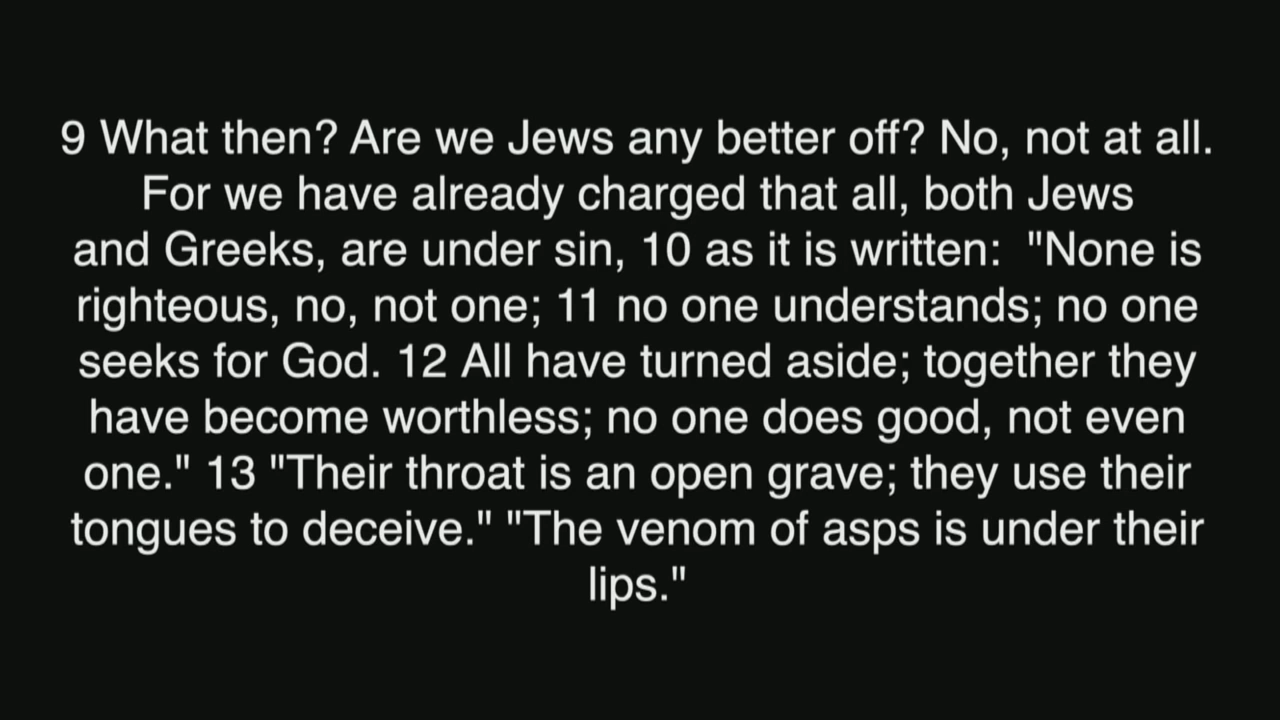 9 What then? Are we Jews any better off? No, not at all.
For we have already charged that all, both Jews
and Greeks, are under sin, 10 as it is written:  "None is
righteous, no, not one; 11 no one understands; no one
seeks for God. 12 All have turned aside; together they
have become worthless; no one does good, not even
one." 13 "Their throat is an open grave; they use their
tongues to deceive." "The venom of asps is under their
lips."